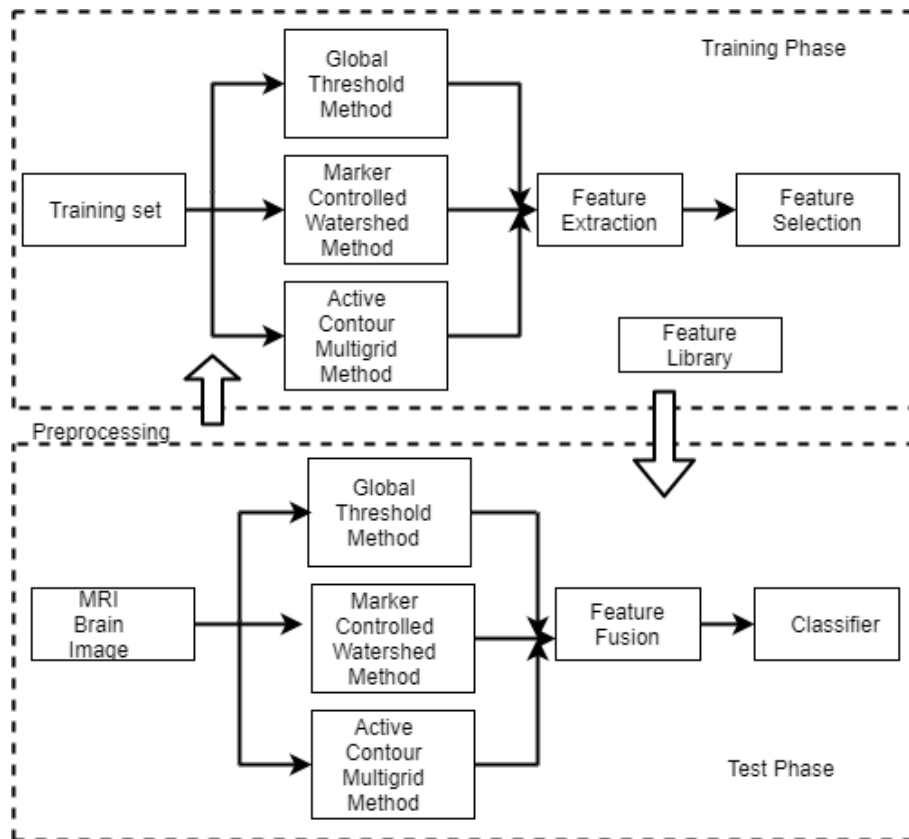 Training Phase
Global
Threshold
Method
Training set
Marker
Controlled
Watershed
Method
Feature
Extraction
Feature
Selection
Active
Contour
Multigrid
Method
Feature
Library
Preprocessing
Global
Threshold
Method
MRI
Brain
Image
Marker
Controlled
Watershed
Method
Feature
Fusion
Classifier
Active
Contour
Multigrid
Method
Test Phase